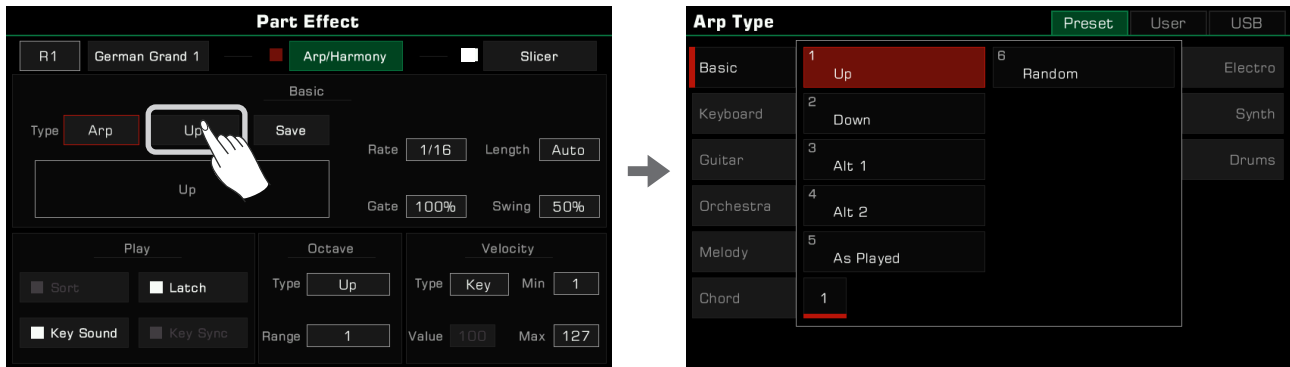 Part Effect
R1 German Grand 1 Arp/Harmony Slicer
Basic
Type Arp Up Save
Rate 1/16 Length Auto
Up
Gate 100% Swing 50%
Play Octave Velocity
Sort Latch Type Up Type Key Min 1
Key Sound Key Sync Range 1 Value 100 Max 127
Arp Type Preset User USB
Basic 1 Up 6 Random Electro
Keyboard 2 Down Synth
Guitar 3 Alt 1 Drums
Orchestra 4 Alt 2
Melody 5 As Played
Chord 1